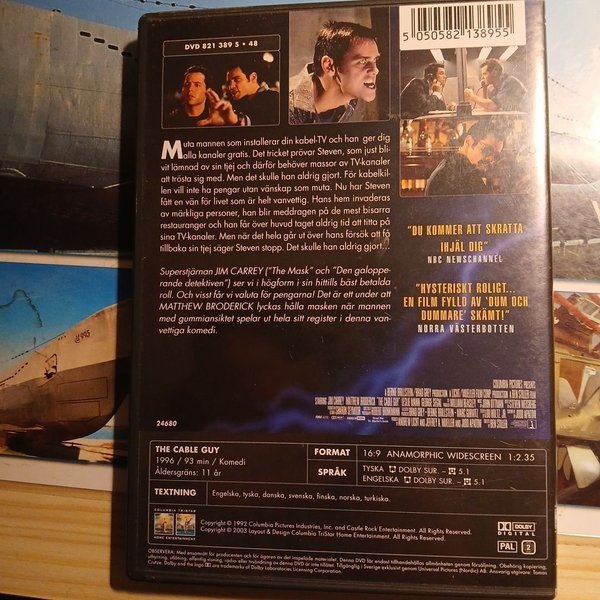 DVD 821 389 5 • 48
5 050582 138955
Muta mannen som installerar din kabel-TV och han ger dig
alla kanaler gratis. Det tricket prövar Steven, som just bli-
vit lämnad av sin tjej och därför behöver massor av TV-kanaler
att trösta sig med. Men det skulle han aldrig gjort. För kabelkil-
len vill inte ha pengar utan vänskap som muta. Nu har Steven
fått en vän för livet som är helt vanvettig. Hans hem invaderas
av märkliga personer, han blir meddragen på de mest bisarra
restauranger och han får över huvud taget aldrig tid att titta på
sina TV-kanaler. Men när det hela går ut över hans försök att få
tillbaka sin tjej säger Steven stopp. Det skulle han aldrig gjort...
Superstjärnan JIM CARREY ("The Mask" och "Den galoppe-
rande detektiven") ser vi i högform i sin hittills bäst betalda
roll. Och visst får vi valuta för pengarna! Det är ett under att
MATTHEW BRODERICK lyckas hålla masken när mannen
med gummiansiktet spelar ut hela sitt register i denna van-
vettiga komedi.
"DU KOMMER ATT SKRATTA
IHJÄL DIG"
NBC NEWSCHANNEL
"HYSTERISKT ROLIGT...
EN FILM FYLLD AV 'DUM OCH
DUMMARE' SKÄMT!"
NORRA VÄSTERBOTTEN
COLUMBIA PICTURES PRESENTS
24680
THE CABLE GUY
1996 / 93 min / Komedi
Åldersgräns: 11 år
FORMAT 16:9 ANAMORPHIC WIDESCREEN 1:2.35
SPRÅK TYSKA DOLBY SUR. – 5.1
ENGELSKA DOLBY SUR. – 5.1
TEXTNING Engelska, tyska, danska, svenska, finska, norska, turkiska.
COLUMBIA TRISTAR
HOME ENTERTAINMENT
Copyright © 1992 Columbia Pictures Industries, Inc. and Castle Rock Entertainment. All Rights Reserved.
Copyright © 2003 Layout & Design Columbia TriStar Home Entertainment. All Rights Reserved.
DOLBY
DIGITAL
PAL 2